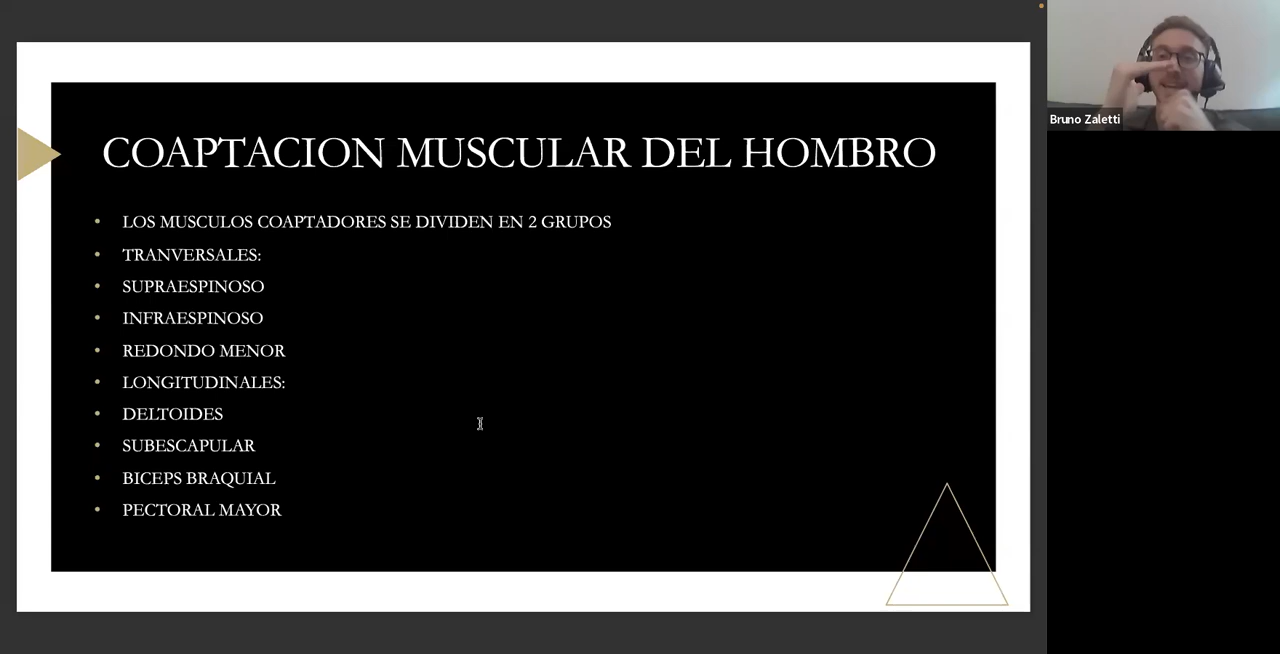 COAPTACION MUSCULAR DEL HOMBRO
• LOS MUSCULOS COAPTADORES SE DIVIDEN EN 2 GRUPOS
• TRANVERSALES:
• SUPRAESPINOSO
• INFRAESPINOSO
• REDONDO MENOR
• LONGITUDINALES:
• DELTOIDES
• SUBESCAPULAR
• BICEPS BRAQUIAL
• PECTORAL MAYOR
Bruno Zaletti